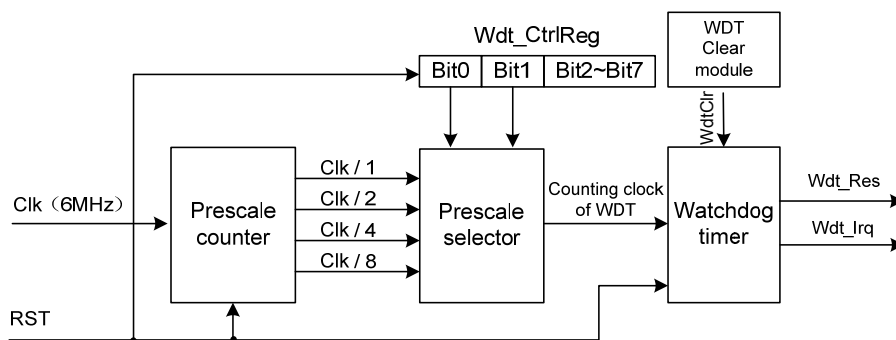 Wdt_CtrlReg
Bit0 Bit1 Bit2~Bit7
WDT
Clear
module
WdtClr
Clk（6MHz）
Prescale
counter
Clk / 1
Clk / 2
Clk / 4
Clk / 8
Prescale
selector
Counting clock
of WDT
Watchdog
timer
Wdt_Res
Wdt_Irq
RST